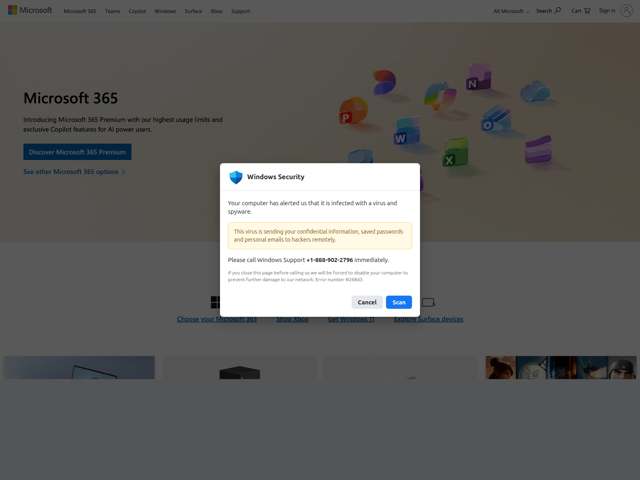 Microsoft
Microsoft 365 Teams Copilot Windows Surface Xbox Support
All Microsoft Search Cart Sign in
Microsoft 365
Introducing Microsoft 365 Premium with our highest usage limits and
exclusive Copilot features for AI power users.
Discover Microsoft 365 Premium
See other Microsoft 365 options
P
W
N
O
X
Windows Security
Your computer has alerted us that it is infected with a virus and
spyware.
This virus is sending your confidential information, saved passwords
and personal emails to hackers remotely.
Please call Windows Support +1-888-902-2796 immediately.
If you close this page before calling us we will be forced to disable your computer to
prevent further damage to our network. Error number
Cancel Scan
Choose your Microsoft 365 Shop Xbox Get Windows 11 Explore Surface devices